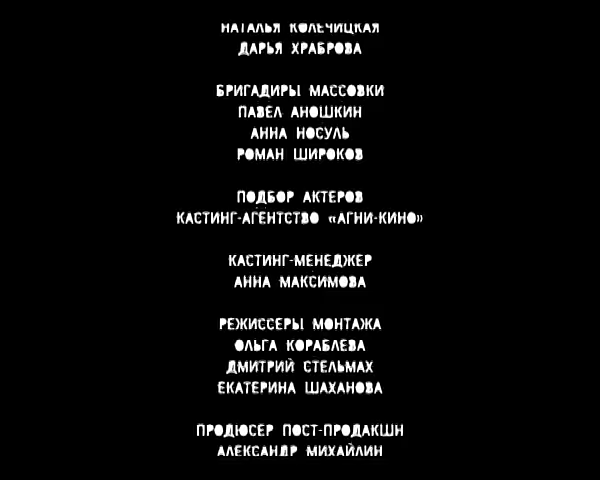 НАТАЛЬЯ КОЛЕЧИЦКАЯ
ДАРЬЯ ХРАБРОВА
БРИГАДИРЫ МАССОВКИ
ПАВЕЛ АНОШКИН
АННА НОСУЛЬ
РОМАН ШИРОКОВ
ПОДБОР АКТЕРОВ
КАСТИНГ-АГЕНТСТВО «АГНИ-КИНО»
КАСТИНГ-МЕНЕДЖЕР
АННА МАКСИМОВА
РЕЖИССЕРЫ МОНТАЖА
ОЛЬГА КОРАБЛЕВА
ДМИТРИЙ СТЕЛЬМАХ
ЕКАТЕРИНА ШАХАНОВА
ПРОДЮСЕР ПОСТ-ПРОДАКШН
АЛЕКСАНДР МИХАЙЛИН